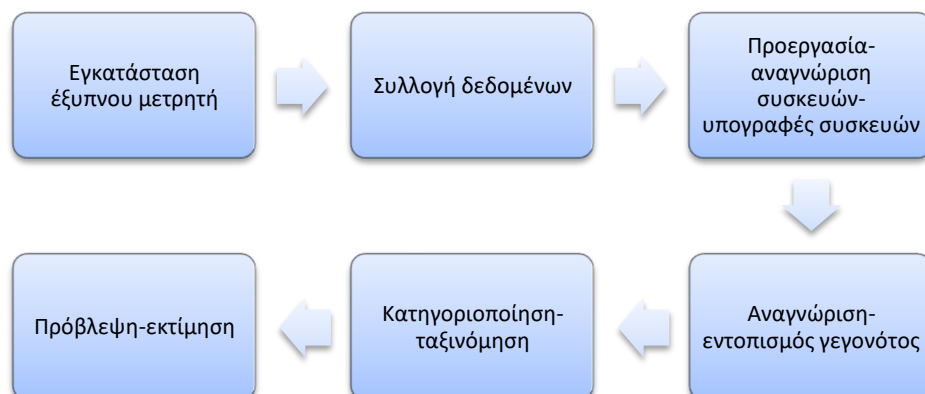 Εγκατάσταση
έξυπνου μετρητή
Συλλογή δεδομένων
Προεργασία-
αναγνώριση
συσκευών-
υπογραφές συσκευών
Αναγνώριση-
εντοπισμός γεγονότος
Κατηγοριοποίηση-
ταξινόμηση
Πρόβλεψη-εκτίμηση